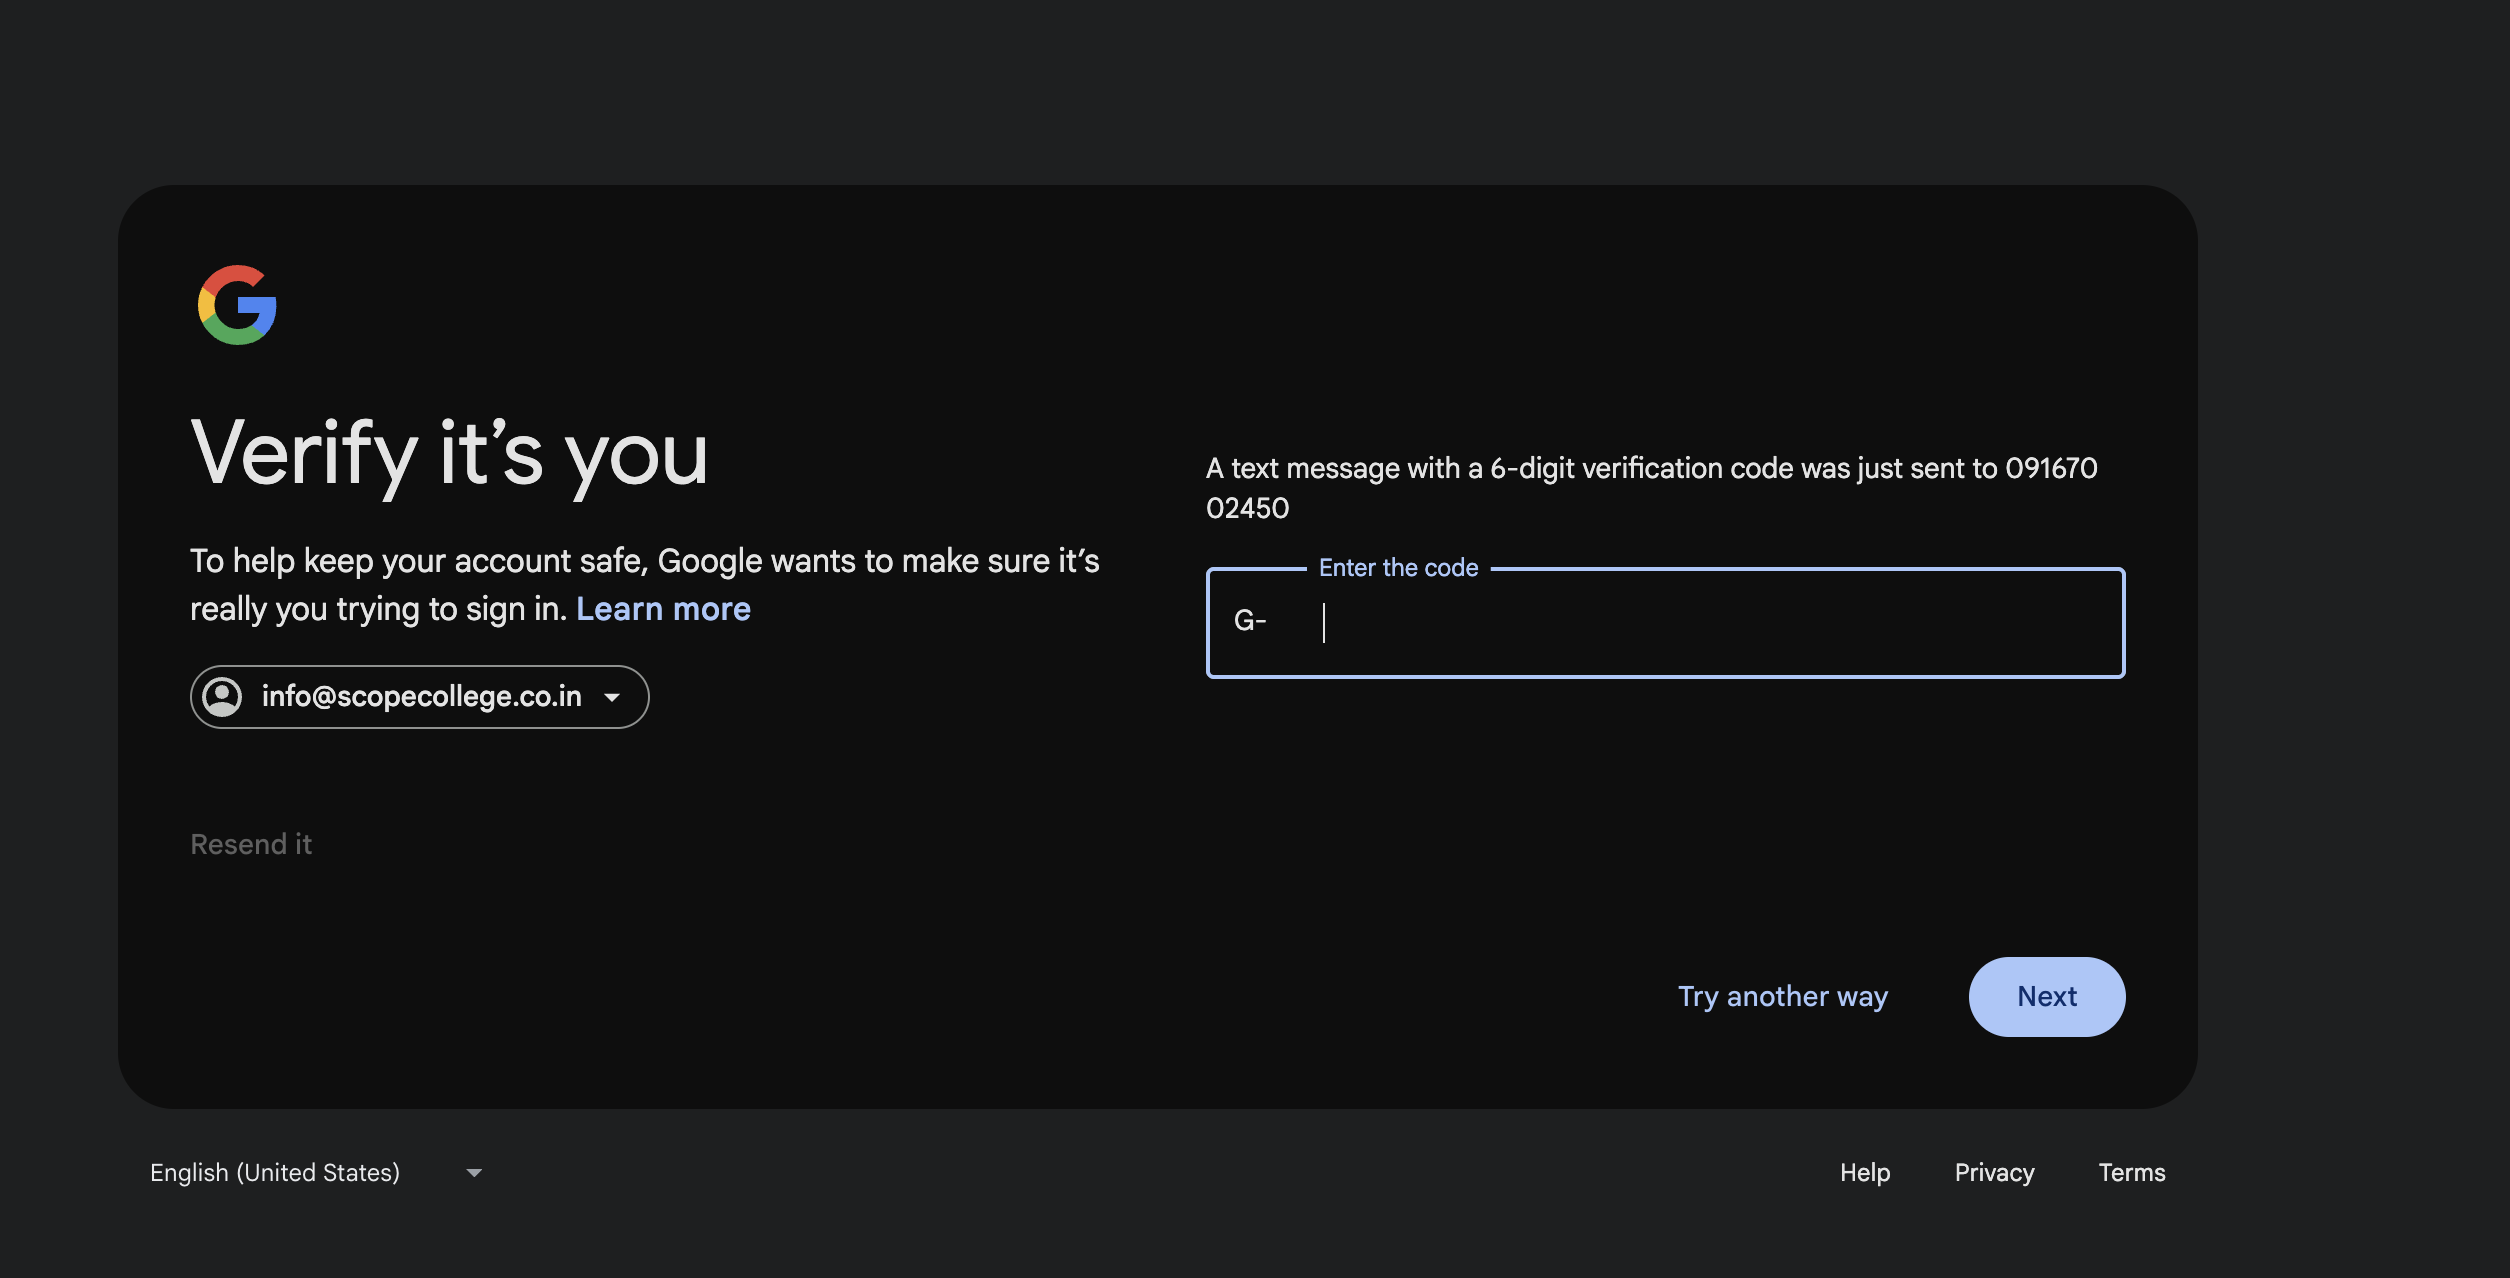 Verify it's you
To help keep your account safe, Google wants to make sure it's
really you trying to sign in. Learn more
info@scopecollege.co.in
Resend it
A text message with a 6-digit verification code was just sent to 091670
02450
Enter the code
G-
Try another way
Next
English (United States)
Help Privacy Terms